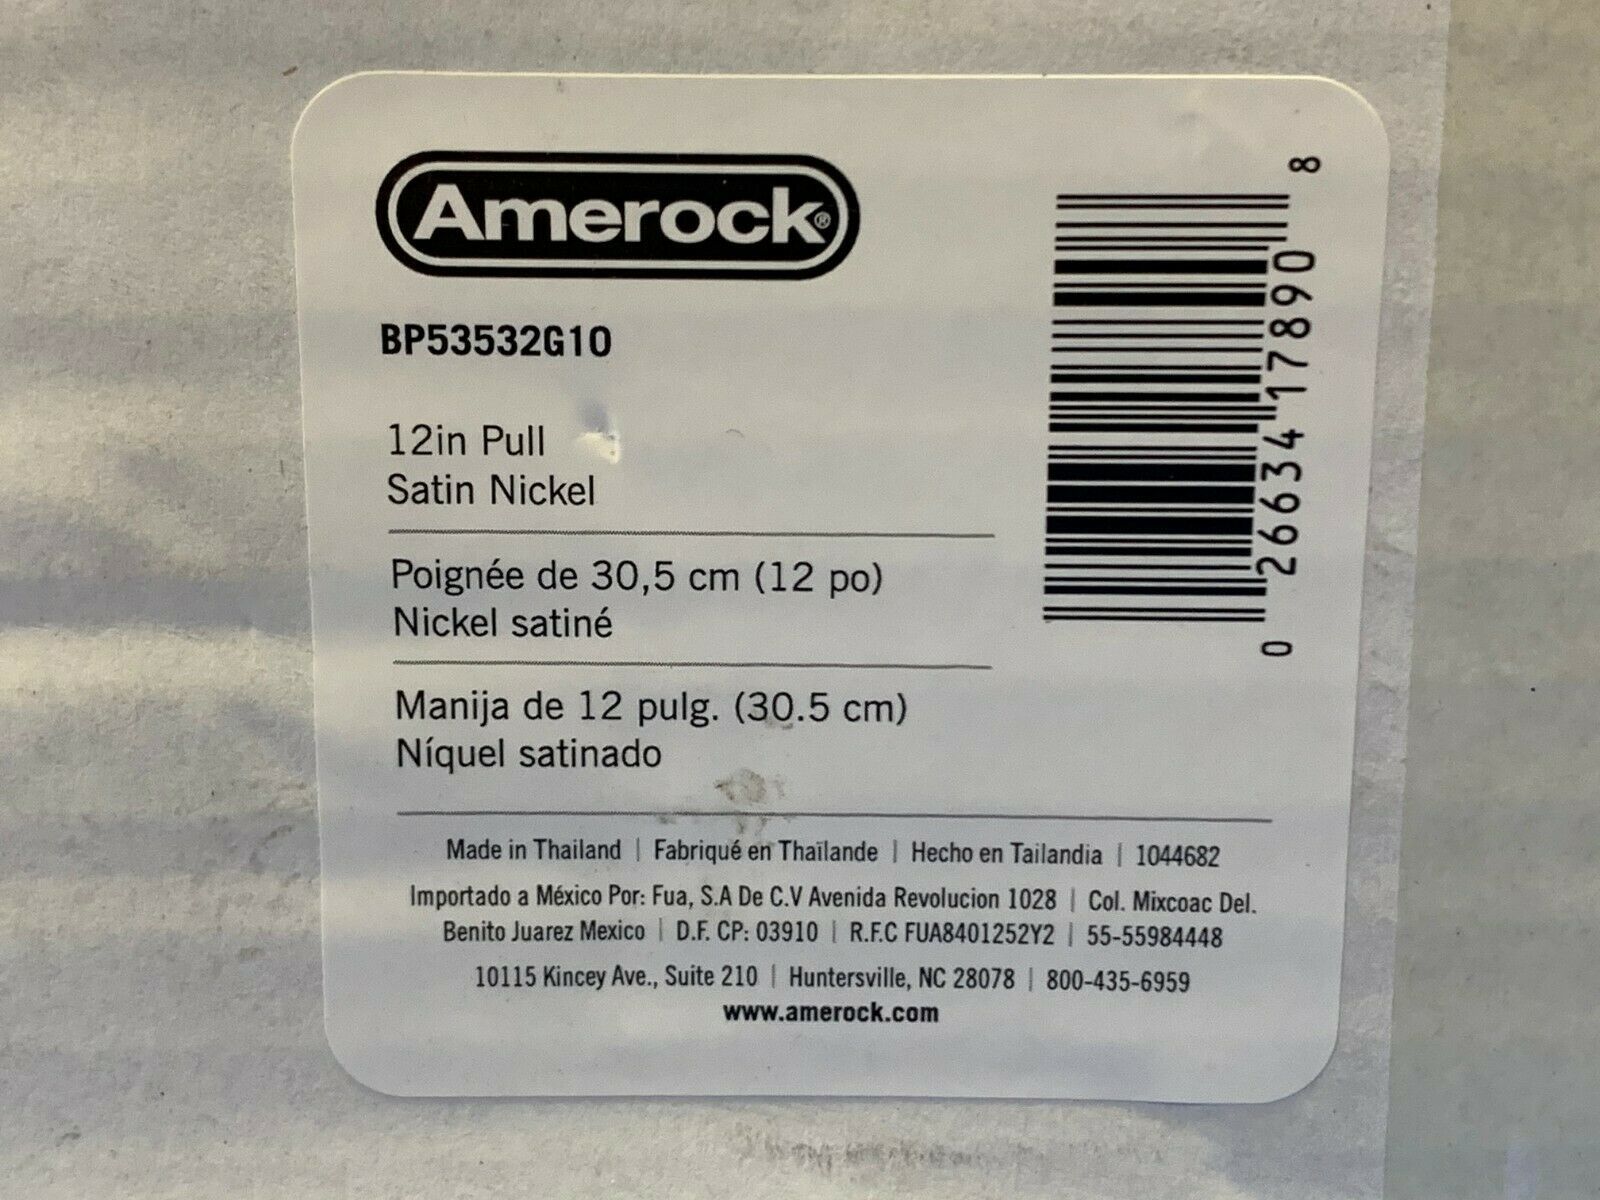 Amerock®
BP53532G10
12in Pull
Satin Nickel
Poignée de 30,5 cm (12 po)
Nickel satiné
Manija de 12 pulg. (30.5 cm)
Níquel satinado
0 26634 17890 8
Made in Thailand | Fabriqué en Thaïlande | Hecho en Tailandia | 1044682
Importado a México Por: Fua, S.A De C.V Avenida Revolucion 1028 | Col. Mixcoac Del.
Benito Juarez Mexico | D.F. CP: 03910 | R.F.C FUA8401252Y2 | 55-55984448
10115 Kincey Ave., Suite 210 | Huntersville, NC 28078 | 800-435-6959
www.amerock.com